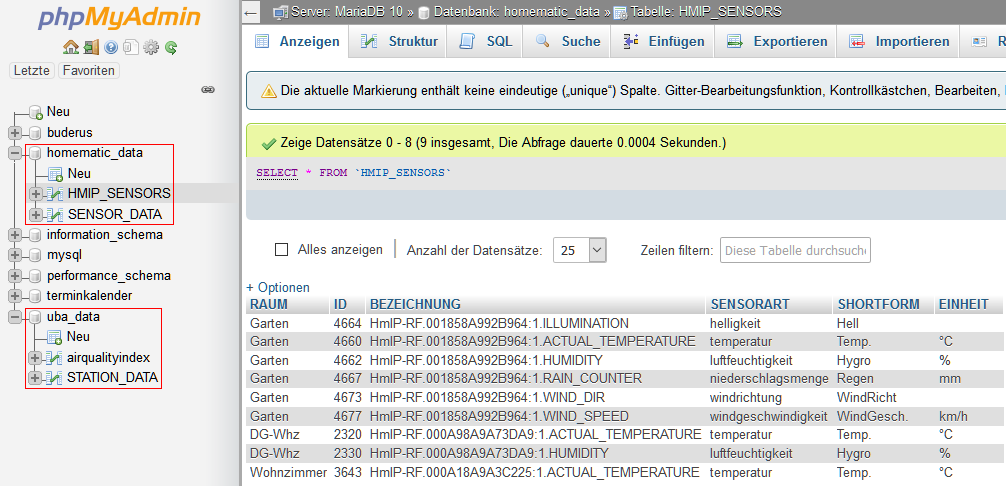 phpMyAdmin
Letzte Favoriten
Neu
buderus
homematic_data
Neu
HMIP_SENSORS
SENSOR_DATA
information_schema
mysql
performance_schema
terminkalender
uba_data
Neu
airqualityindex
STATION_DATA
Server: MariaDB 10 » Datenbank: homematic_data » Tabelle: HMIP_SENSORS
Anzeigen Struktur SQL Suche Einfügen Exportieren Importieren R
Die aktuelle Markierung enthält keine eindeutige („unique“) Spalte. Gitter-Bearbeitungsfunktion, Kontrollkästchen, Bearbeiten,
Zeige Datensätze 0 - 8 (9 insgesamt, Die Abfrage dauerte 0.0004 Sekunden.)
SELECT * FROM `HMIP_SENSORS`
Alles anzeigen Anzahl der Datensätze: 25 Zeilen filtern: Diese Tabelle durchsuche
+ Optionen
RAUM ID BEZEICHNUNG SENSORART SHORTFORM EINHEIT
Garten 4664 HmIP-RF.001858A992B964:1.ILLUMINATION helligkeit Hell
Garten 4660 HmIP-RF.001858A992B964:1.ACTUAL_TEMPERATURE temperatur Temp. °C
Garten 4662 HmIP-RF.001858A992B964:1.HUMIDITY luftfeuchtigkeit Hygro %
Garten 4667 HmIP-RF.001858A992B964:1.RAIN_COUNTER niederschlagsmenge Regen mm
Garten 4673 HmIP-RF.001858A992B964:1.WIND_DIR windrichtung WindRicht
Garten 4677 HmIP-RF.001858A992B964:1.WIND_SPEED windgeschwindigkeit WindGesch. km/h
DG-Whz 2320 HmIP-RF.000A98A9A73DA9:1.ACTUAL_TEMPERATUR temperatur Temp. °C
DG-Whz 2330 HmIP-RF.000A98A9A73DA9:1.HUMIDITY luftfeuchtigkeit Hygro %
Wohnzimmer 3643 HmIP-RF.000A18A9A3C225:1.ACTUAL_TEMPERATUR temperatur Temp. °C